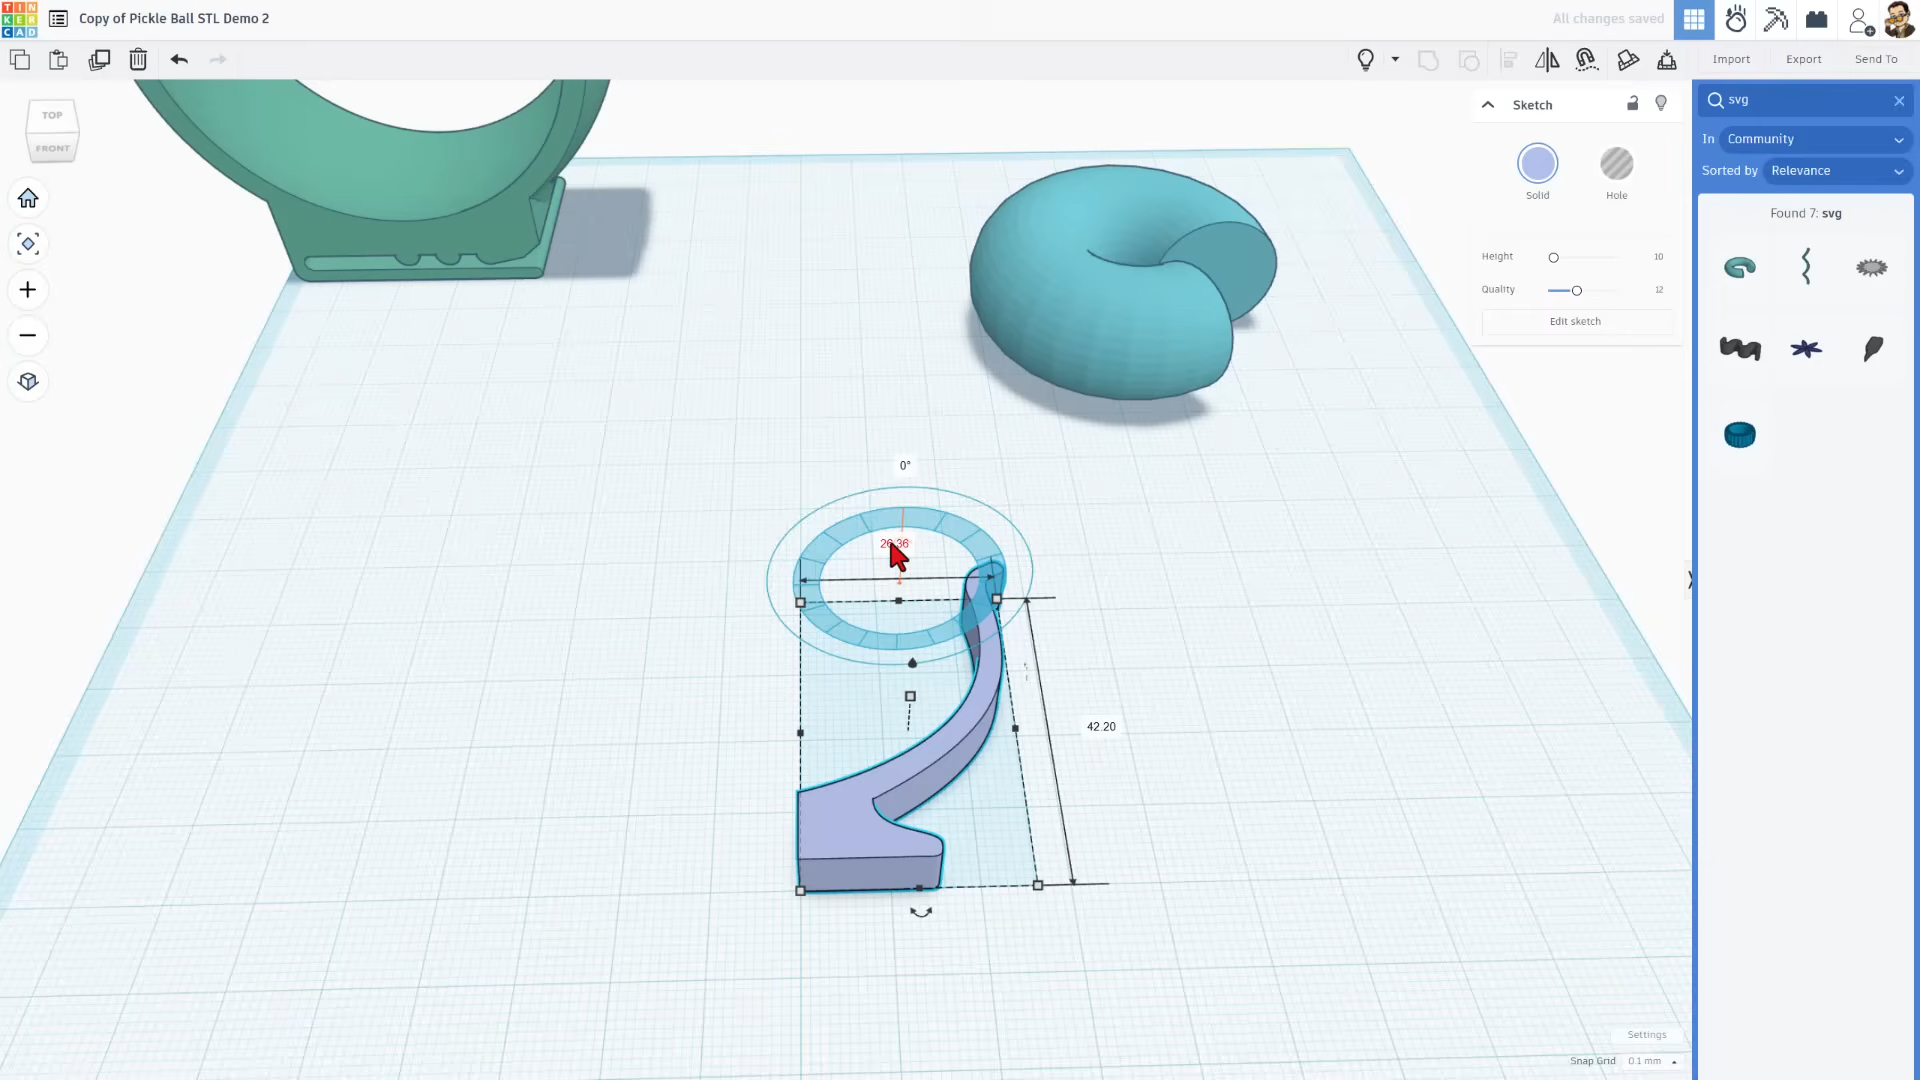 TIN
KER
CAD
Copy of Pickle Ball STL Demo 2
All changes saved
Import
Export
Send To
TOP
FRONT
Sketch
Solid
Hole
Height
10
Quality
12
Edit sketch
svg
In
Community
Sorted by
Relevance
Found 7: svg
0°
26.36
42.20
Settings
Snap Grid
0.1 mm